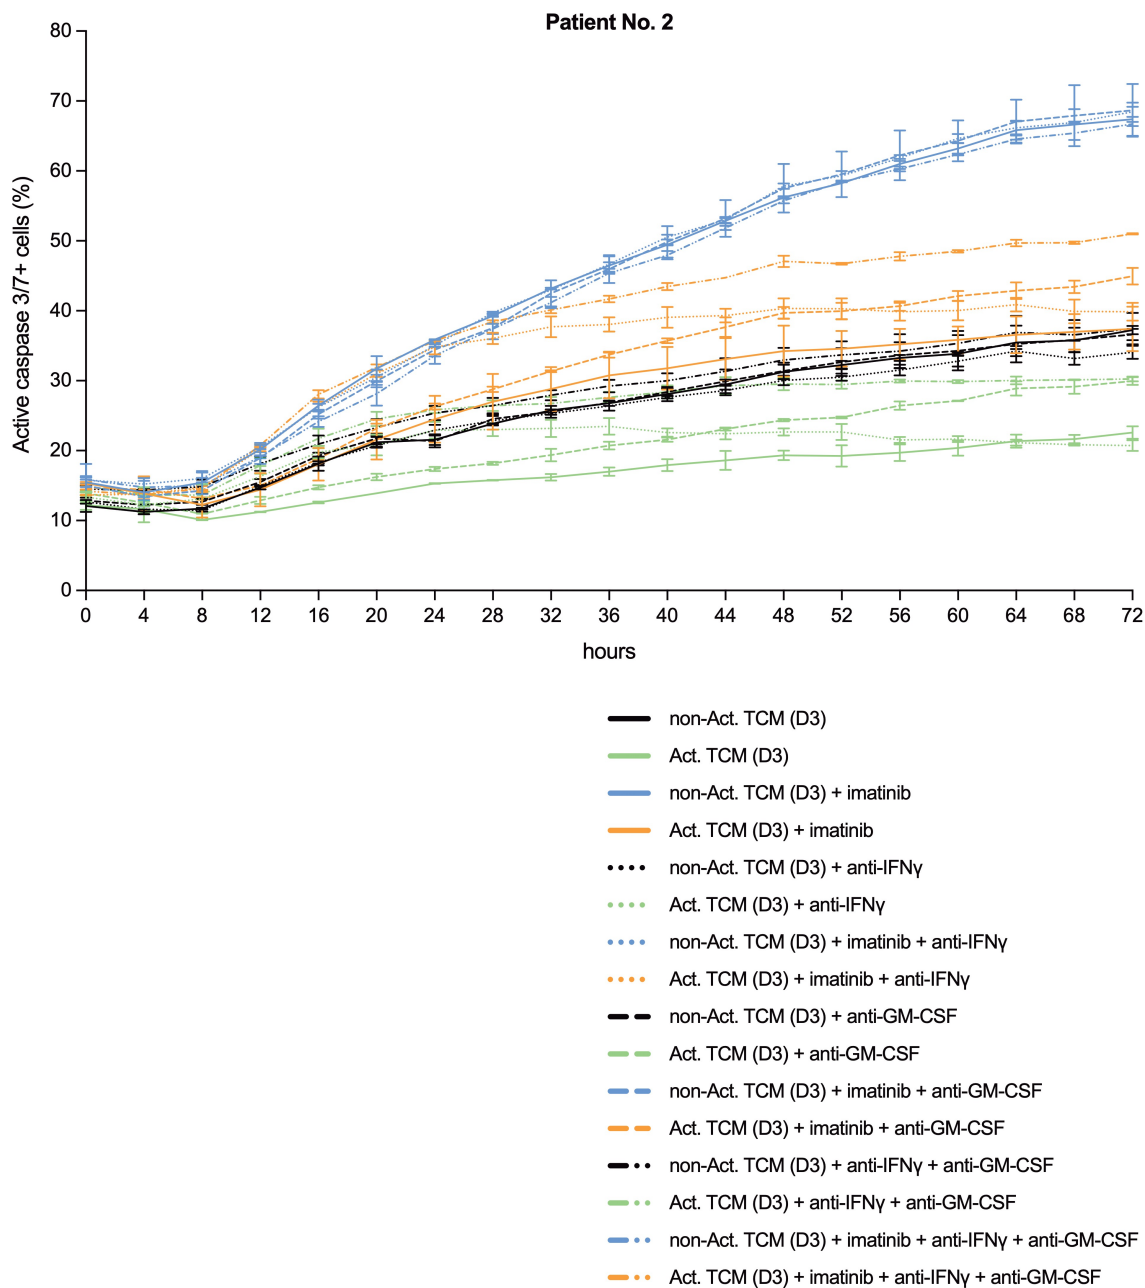 Patient No. 2
Active caspase 3/7+ cells (%)
80
70
60
50
40
30
20
10
0
0 4 8 12 16 20 24 28 32 36 40 44 48 52 56 60 64 68 72
hours
non-Act. TCM (D3)
Act. TCM (D3)
non-Act. TCM (D3) + imatinib
Act. TCM (D3) + imatinib
non-Act. TCM (D3) + anti-IFNγ
Act. TCM (D3) + anti-IFNγ
non-Act. TCM (D3) + imatinib + anti-IFNγ
Act. TCM (D3) + imatinib + anti-IFNγ
non-Act. TCM (D3) + anti-GM-CSF
Act. TCM (D3) + anti-GM-CSF
non-Act. TCM (D3) + imatinib + anti-GM-CSF
Act. TCM (D3) + imatinib + anti-GM-CSF
non-Act. TCM (D3) + anti-IFNγ + anti-GM-CSF
Act. TCM (D3) + anti-IFNγ + anti-GM-CSF
non-Act. TCM (D3) + imatinib + anti-IFNγ + anti-GM-CSF
Act. TCM (D3) + imatinib + anti-IFNγ + anti-GM-CSF